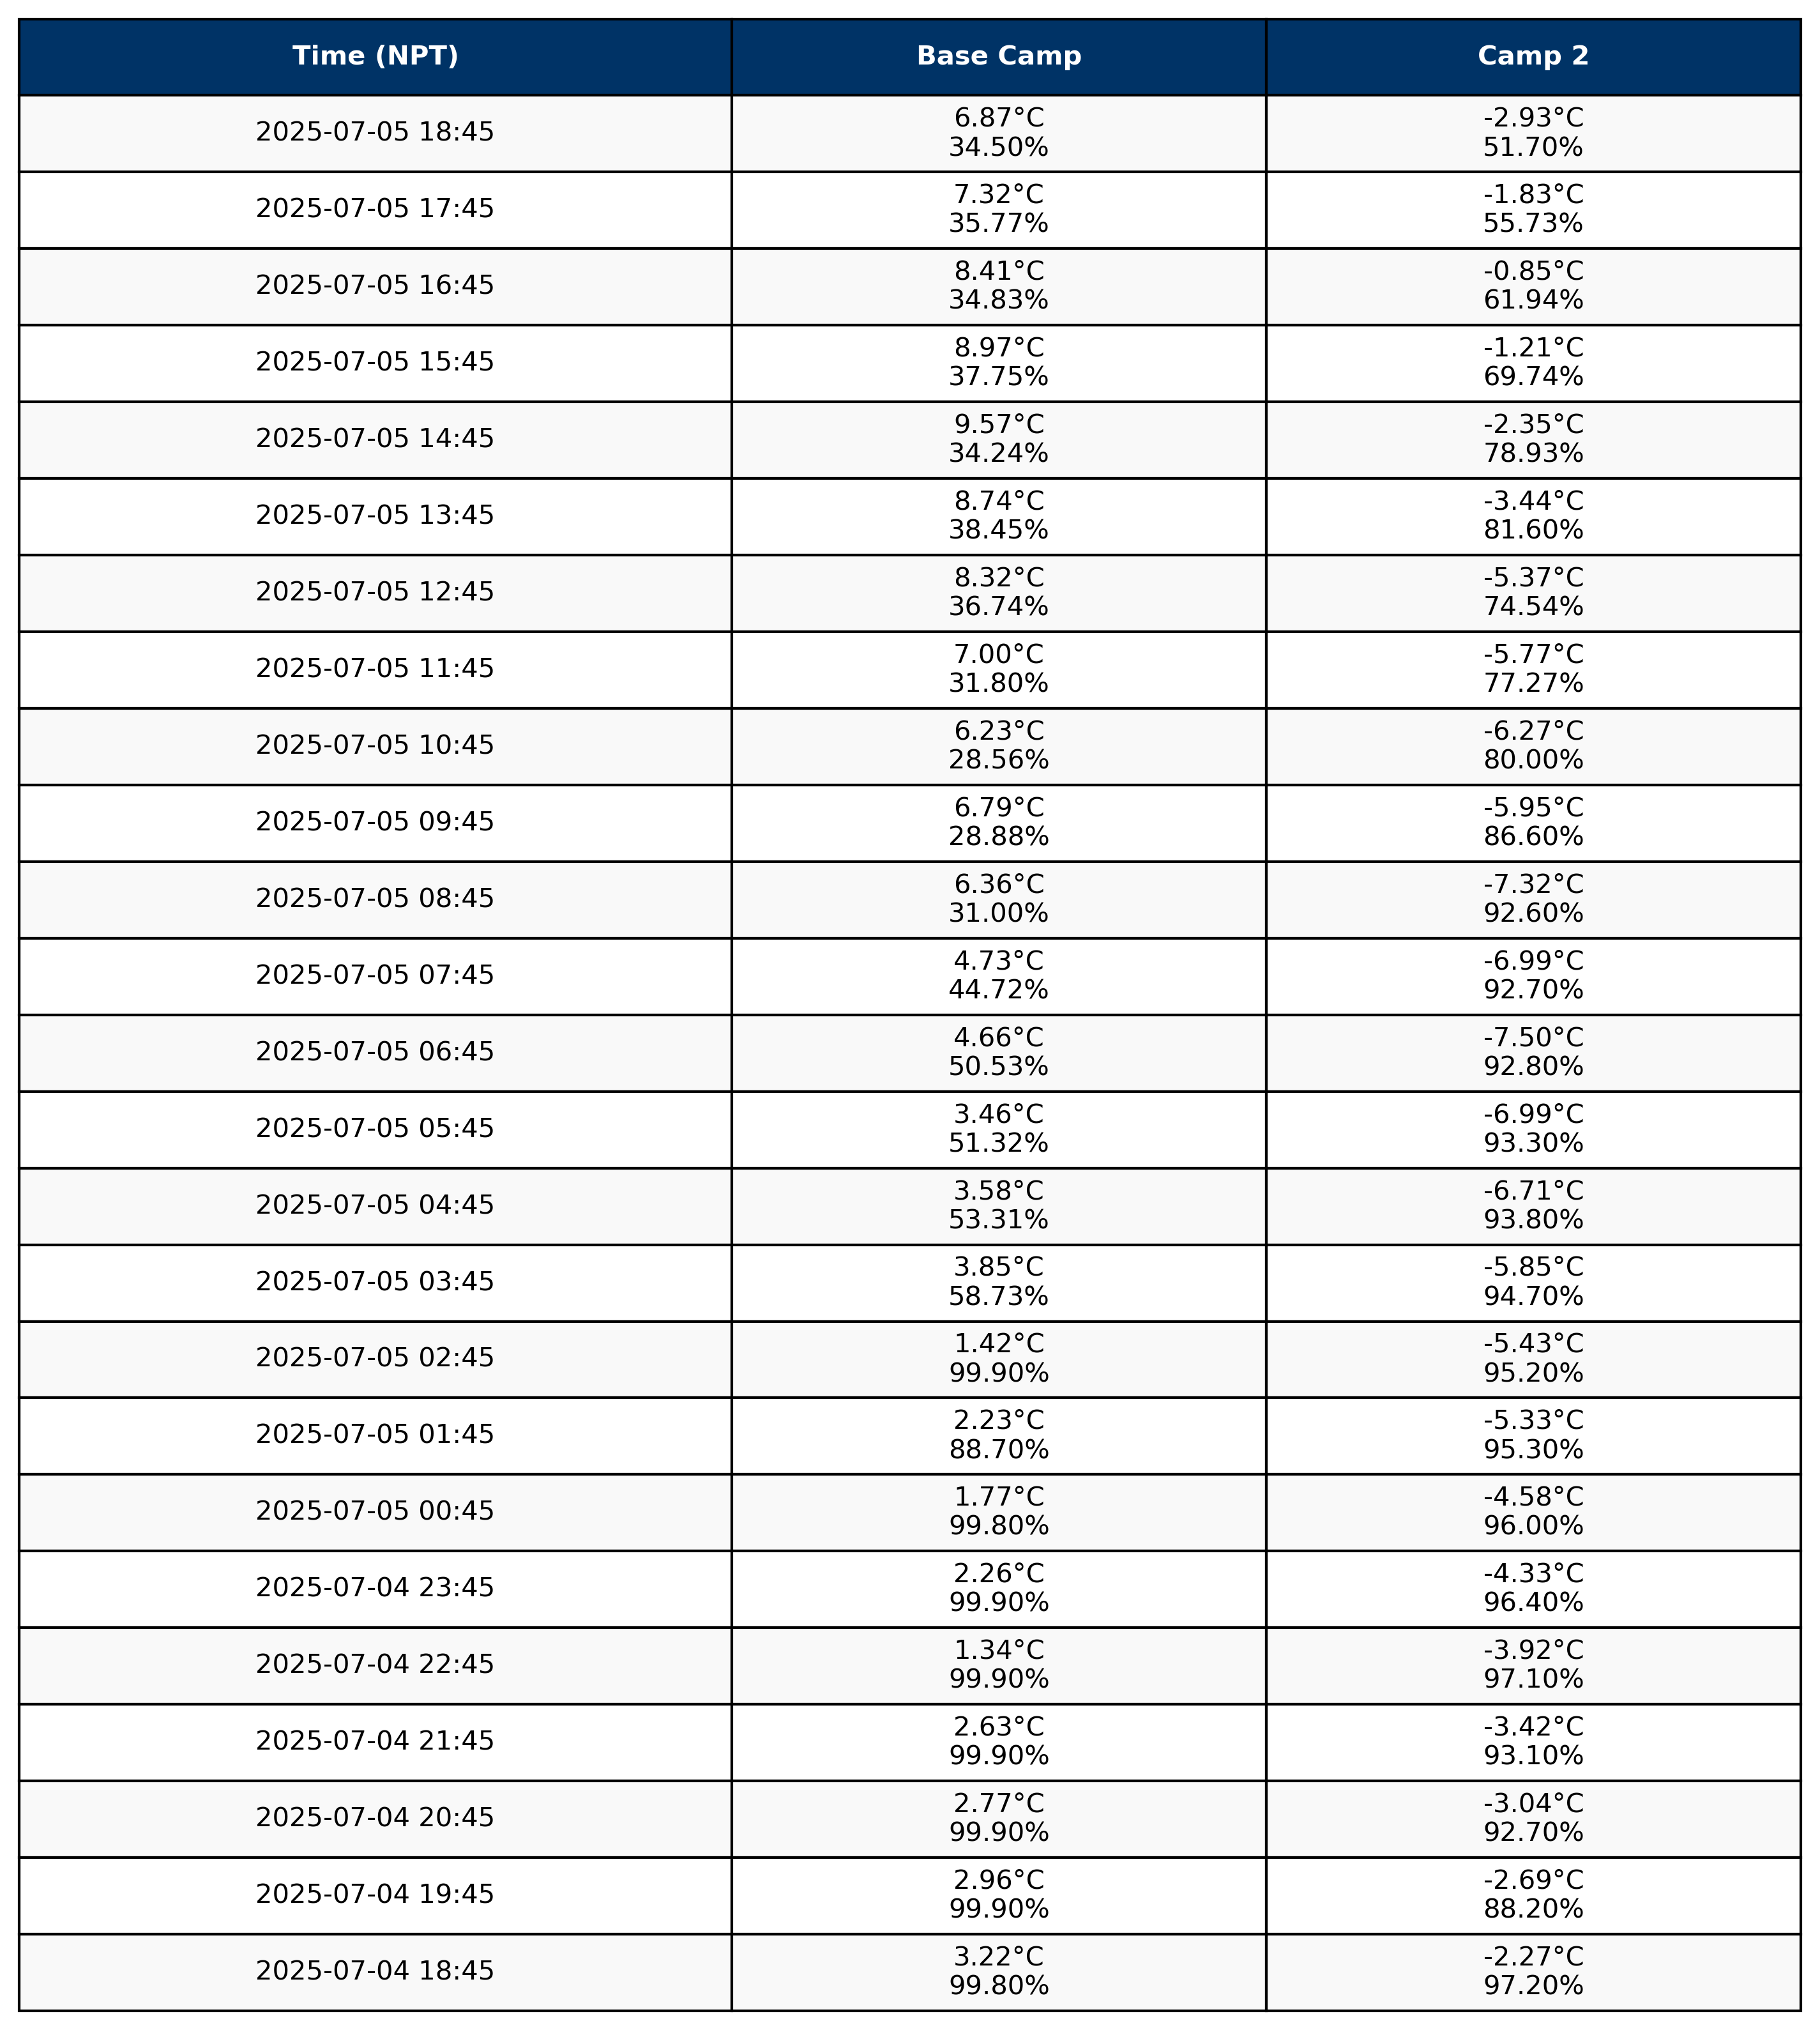 Time (NPT) Base Camp Camp 2
2025-07-05 18:45 6.87°C -2.93°C
34.50% 51.70%
2025-07-05 17:45 7.32°C -1.83°C
35.77% 55.73%
2025-07-05 16:45 8.41°C -0.85°C
34.83% 61.94%
2025-07-05 15:45 8.97°C -1.21°C
37.75% 69.74%
2025-07-05 14:45 9.57°C -2.35°C
34.24% 78.93%
2025-07-05 13:45 8.74°C -3.44°C
38.45% 81.60%
2025-07-05 12:45 8.32°C -5.37°C
36.74% 74.54%
2025-07-05 11:45 7.00°C -5.77°C
31.80% 77.27%
2025-07-05 10:45 6.23°C -6.27°C
28.56% 80.00%
2025-07-05 09:45 6.79°C -5.95°C
28.88% 86.60%
2025-07-05 08:45 6.36°C -7.32°C
31.00% 92.60%
2025-07-05 07:45 4.73°C -6.99°C
44.72% 92.70%
2025-07-05 06:45 4.66°C -7.50°C
50.53% 92.80%
2025-07-05 05:45 3.46°C -6.99°C
51.32% 93.30%
2025-07-05 04:45 3.58°C -6.71°C
53.31% 93.80%
2025-07-05 03:45 3.85°C -5.85°C
58.73% 94.70%
2025-07-05 02:45 1.42°C -5.43°C
99.90% 95.20%
2025-07-05 01:45 2.23°C -5.33°C
88.70% 95.30%
2025-07-05 00:45 1.77°C -4.58°C
99.80% 96.00%
2025-07-04 23:45 2.26°C -4.33°C
99.90% 96.40%
2025-07-04 22:45 1.34°C -3.92°C
99.90% 97.10%
2025-07-04 21:45 2.63°C -3.42°C
99.90% 93.10%
2025-07-04 20:45 2.77°C -3.04°C
99.90% 92.70%
2025-07-04 19:45 2.96°C -2.69°C
99.90% 88.20%
2025-07-04 18:45 3.22°C -2.27°C
99.80% 97.20%